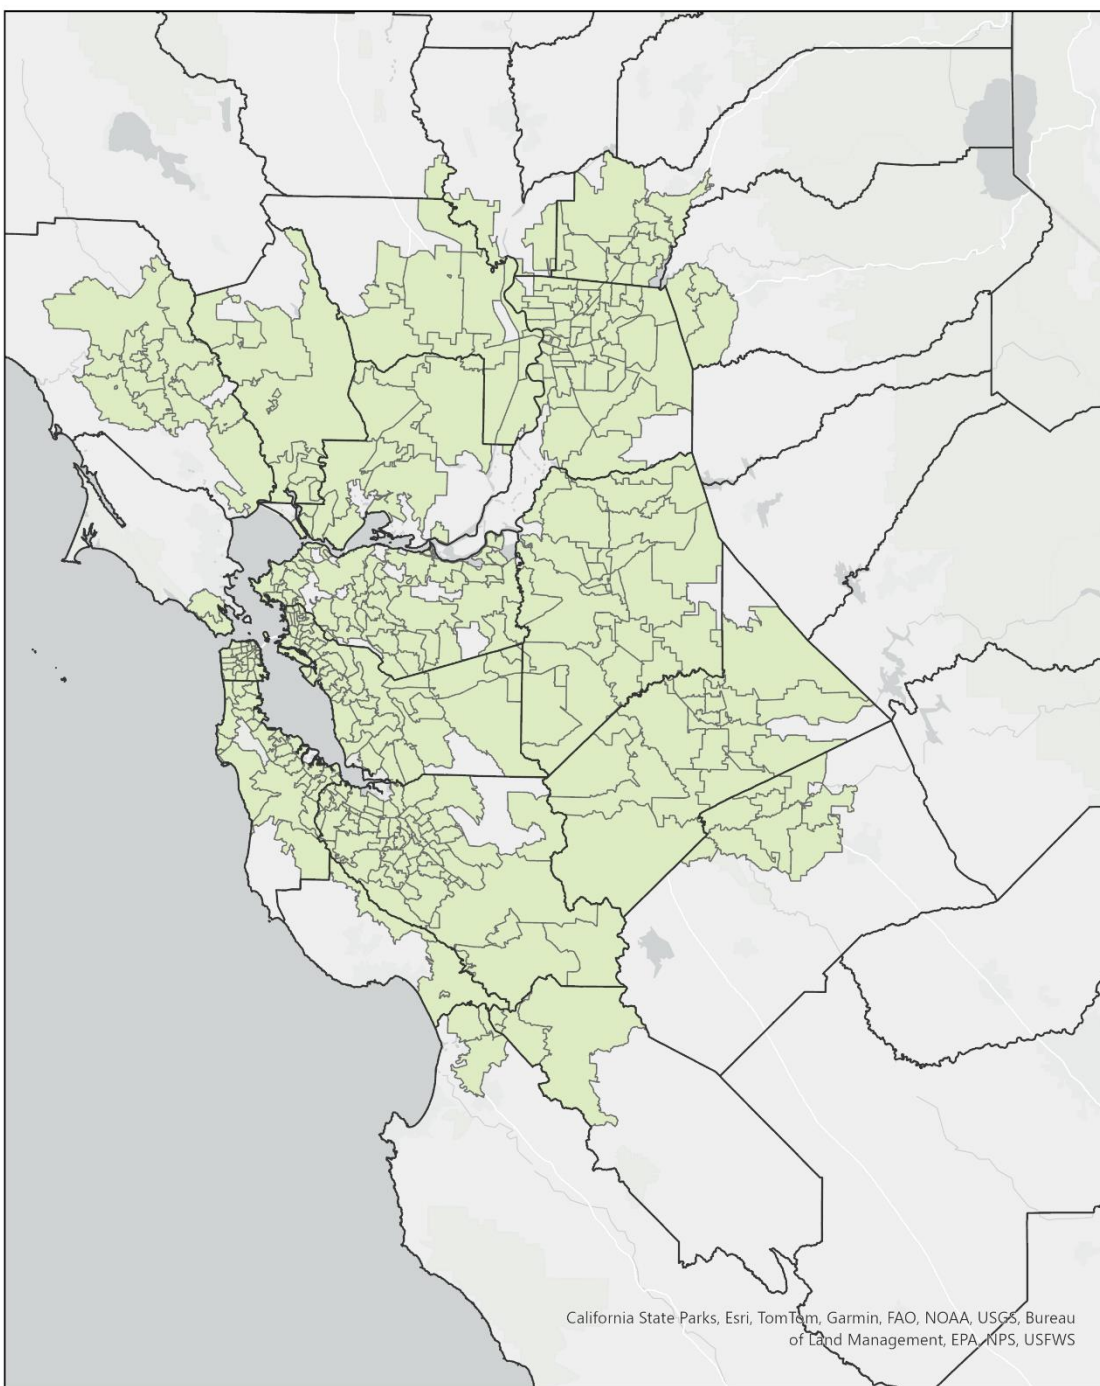 California State Parks, Esri, TomTom, Garmin, FAO, NOAA, USGS, Bureau
of Land Management, EPA, NPS, USFWS